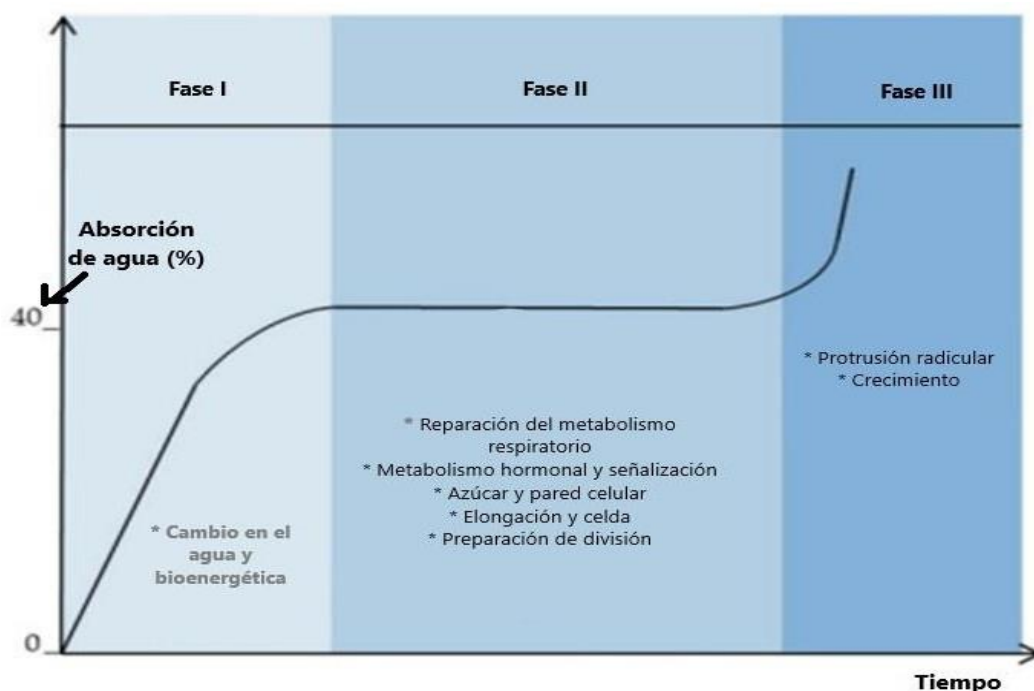 Fase I
Fase II
Fase III
Absorción
de agua (%)
40
* Protrusión radicular
* Crecimiento
* Reparación del metabolismo
respiratorio
* Metabolismo hormonal y señalización
* Azúcar y pared celular
* Elongación y celda
* Preparación de división
* Cambio en el
agua y
bioenergética
0
Tiempo